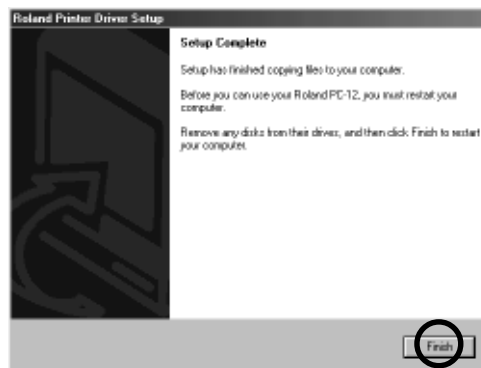 Roland Printer Driver Setup
Setup Complete
Setup has finished copying files to your computer.
Before you can use your Roland PC-12, you must restart your
computer.
Remove any disks from their drives, and then click Finish to restart
your computer.
Finish